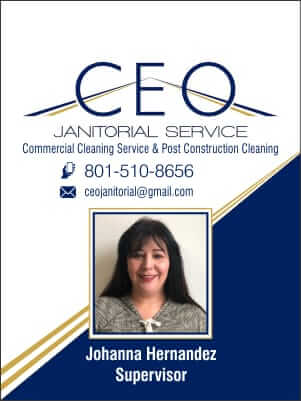 CEO
JANITORIAL SERVICE
Commercial Cleaning Service & Post Construction Cleaning
801-510-8656
ceojanitorial@gmail.com
Johanna Hernandez
Supervisor